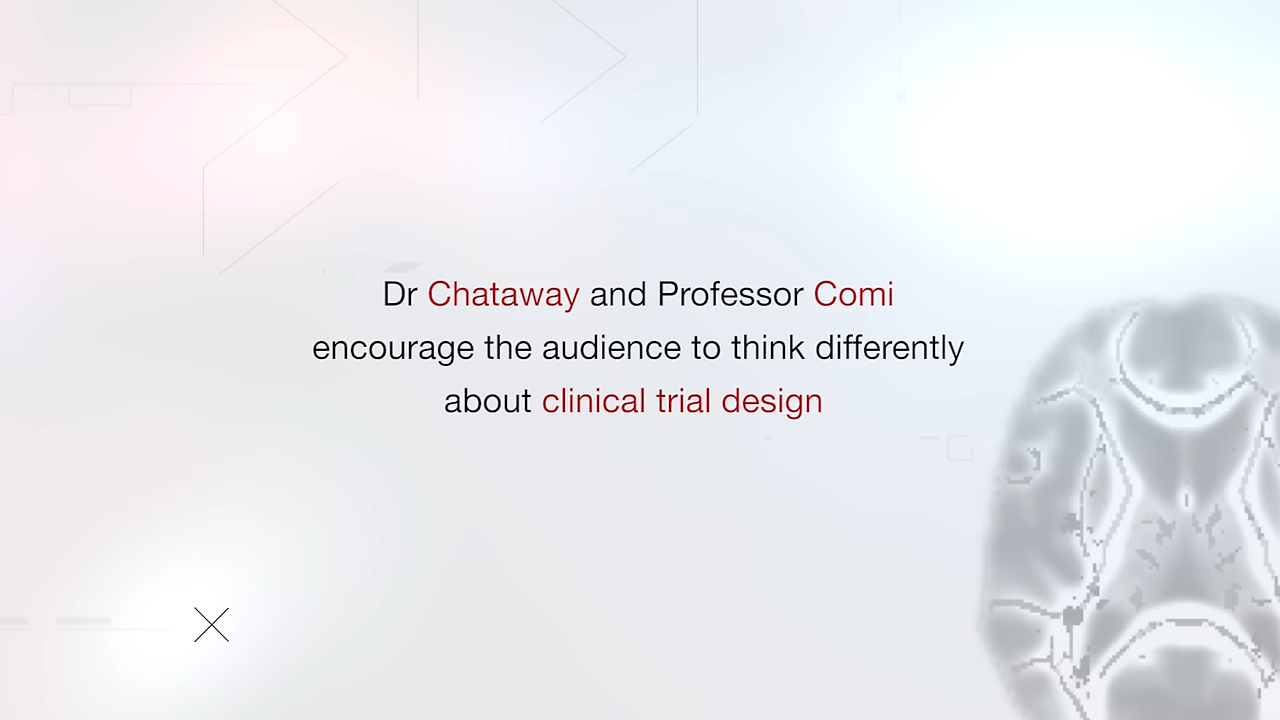 Dr Chataway and Professor Comi
encourage the audience to think differently
about clinical trial design